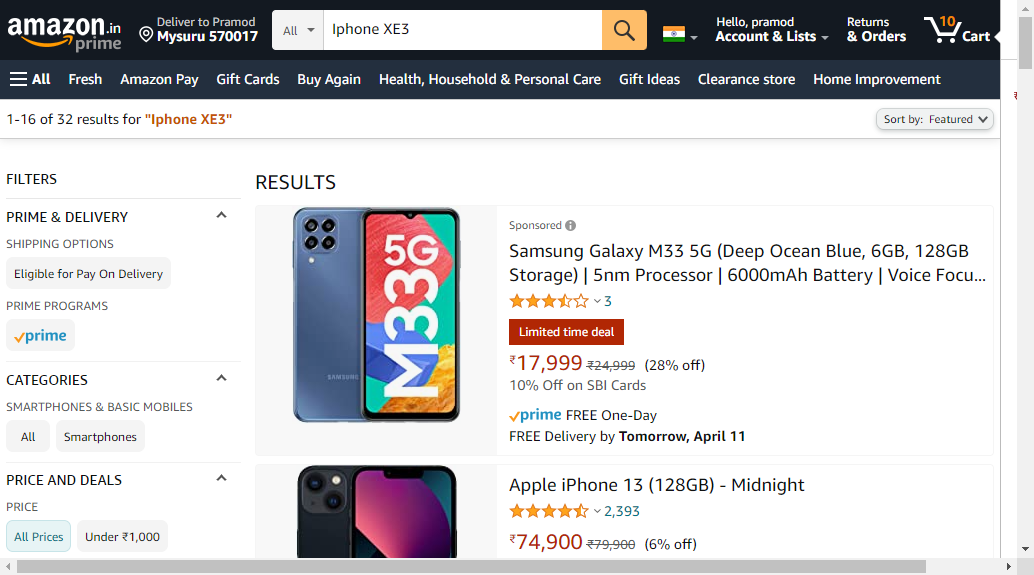 amazon.in
prime
Deliver to Pramod
Mysuru 570017
All
Iphone XE3
Hello, pramod
Account & Lists
Returns
& Orders
10
Cart
All
Fresh
Amazon Pay
Gift Cards
Buy Again
Health, Household & Personal Care
Gift Ideas
Clearance store
Home Improvement
1-16 of 32 results for "Iphone XE3"
Sort by: Featured
FILTERS
PRIME & DELIVERY
SHIPPING OPTIONS
Eligible for Pay On Delivery
PRIME PROGRAMS
prime
CATEGORIES
SMARTPHONES & BASIC MOBILES
All
Smartphones
PRICE AND DEALS
PRICE
All Prices
Under ₹1,000
RESULTS
5G
M33
SAMSUNG
Sponsored
Samsung Galaxy M33 5G (Deep Ocean Blue, 6GB, 128GB
Storage) | 5nm Processor | 6000mAh Battery | Voice Focu...
3
Limited time deal
₹17,999 ₹24,999 (28% off)
10% Off on SBI Cards
prime FREE One-Day
FREE Delivery by Tomorrow, April 11
Apple iPhone 13 (128GB) - Midnight
2,393
₹74,900 ₹79,900 (6% off)
₹